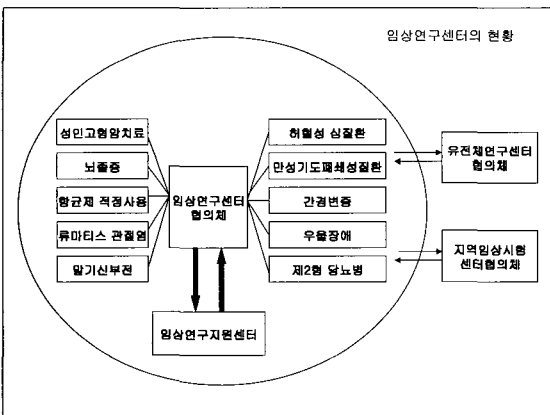 임상연구센터의 현황
성인고형암치료
뇌졸중
항균제 적정사용
류마티스 관절염
말기신부전
임상연구센터
협의체
허혈성 심질환
만성기도폐쇄성질환
간경변증
우울장애
제2형 당뇨병
유전체연구센터
협의체
지역임상시험
센터협의체
임상연구지원센터